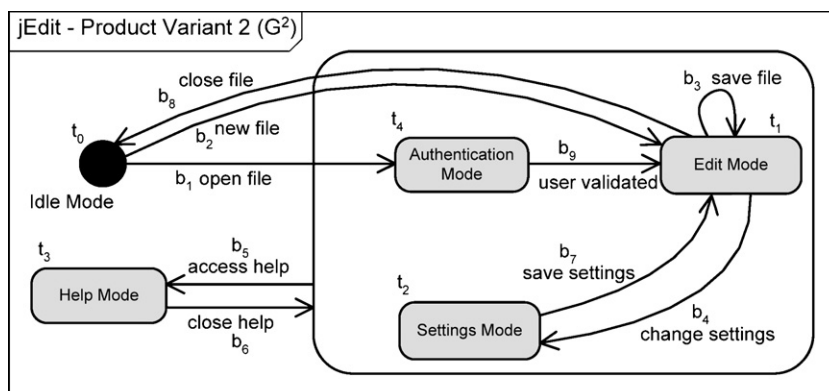 jEdit - Product Variant 2 (G²)
close file
b₈
b₃ save file
t₀
b₂ new file
t₄
t₁
Authentication
Mode
b₉
Edit Mode
b₁ open file
user validated
Idle Mode
t₃
b₅
access help
b₇
save settings
Help Mode
t₂
close help
b₆
Settings Mode
b₄
change settings